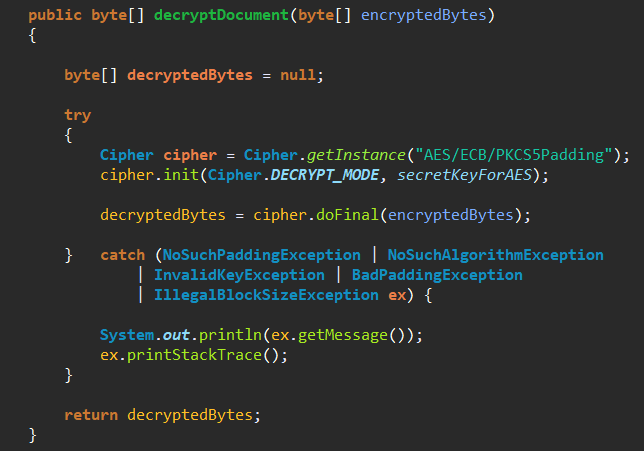 public byte[] decryptDocument(byte[] encryptedBytes)
{
byte[] decryptedBytes = null;
try
{
Cipher cipher = Cipher.getInstance("AES/ECB/PKCS5Padding");
cipher.init(Cipher.DECRYPT_MODE, secretKeyForAES);
decryptedBytes = cipher.doFinal(encryptedBytes);
} catch (NoSuchPaddingException | NoSuchAlgorithmException
| InvalidKeyException | BadPaddingException
| IllegalBlockSizeException ex) {
System.out.println(ex.getMessage());
ex.printStackTrace();
}
return decryptedBytes;
}